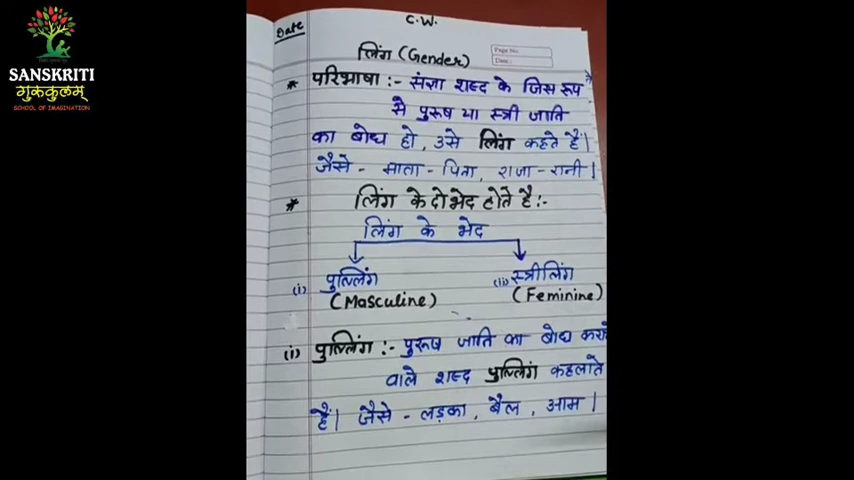 SANSKRITI
गुरुकुलम्
SCHOOL OF IMAGINATION
Date
C.W.
Page No.
Date:
लिंग (Gender)
* परिभाषा :- संज्ञा शब्द के जिस रूप
से पुरूष या स्त्री जाति
का बोध हो, उसे लिंग कहते हैं।
जैसे - माता - पिता, राजा - रानी।
* लिंग के दो भेद होते है:-
लिंग के भेद
(i) पुल्लिंग (ii) स्त्रीलिंग
(Masculine) (Feminine)
(i) पुल्लिंग :- पुरूष जाति का बोध कराने
वाले शब्द पुल्लिंग कहलाते
हैं। जैसे - लड़का, बैल, आम।